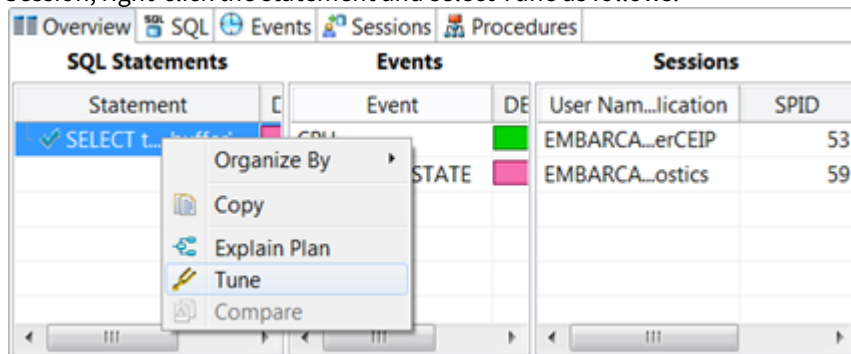 Session, right-click the statement and select Tune as follows:
Overview SQL Events Sessions Procedures
SQL Statements Events Sessions
Statement D Event DE User Nam...lication SPID
SELECT t... buffer' CPU EMBARCA...erCEIP 53
STATE EMBARCA...ostics 59
Organize By
Copy
Explain Plan
Tune
Compare